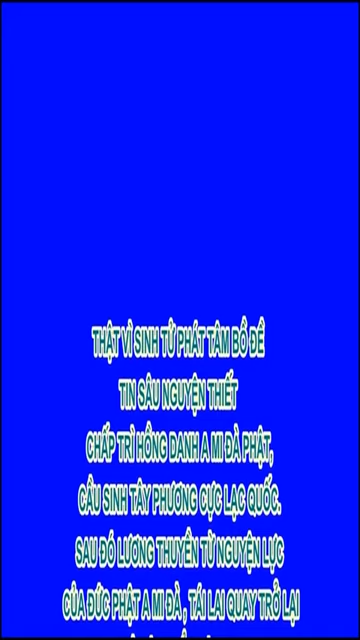 THẬT VÌ SINH TỬ PHÁT TÂM BỒ ĐỀ
TIN SÂU NGUYỆN THIẾT
CHẤP TRÌ HỒNG DANH A MI ĐÀ PHẬT,
CẦU SINH TÂY PHƯƠNG CỰC LẠC QUỐC.
SAU ĐÓ LƯƠNG THUYỀN TỪ NGUYỆN LỰC
CỦA ĐỨC PHẬT A MI ĐÀ , TÁI LAI QUAY TRỞ LẠI